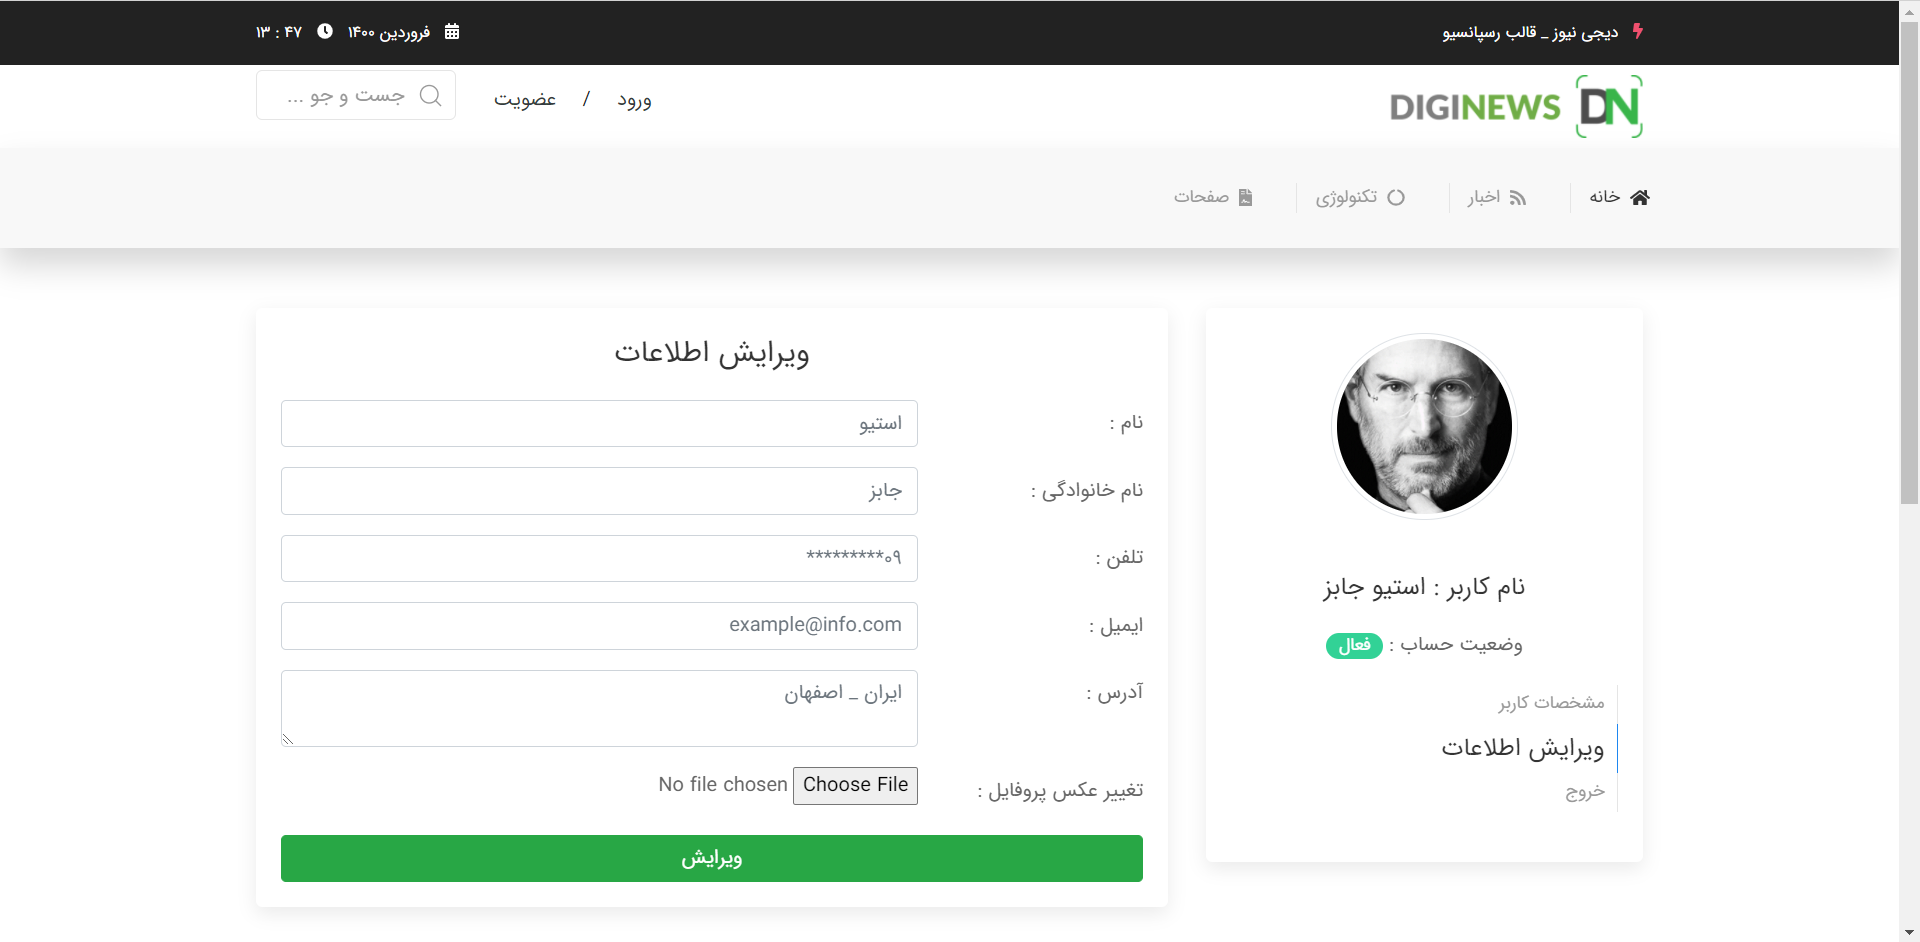 دیجی نیوز _ قالب رسپانسیو
فروردین ۱۴۰۰
۱۳ : ۴۷
DIGINEWS DN
ورود / عضویت
جست و جو ...
خانه
اخبار
تکنولوژی
صفحات
نام کاربر : استیو جابز
وضعیت حساب : فعال
مشخصات کاربر
ویرایش اطلاعات
خروج
ویرایش اطلاعات
نام :
استیو
نام خانوادگی :
جابز
تلفن :
۰۹*********
ایمیل :
example@info.com
آدرس :
ایران _ اصفهان
تغییر عکس پروفایل :
Choose File No file chosen
ویرایش